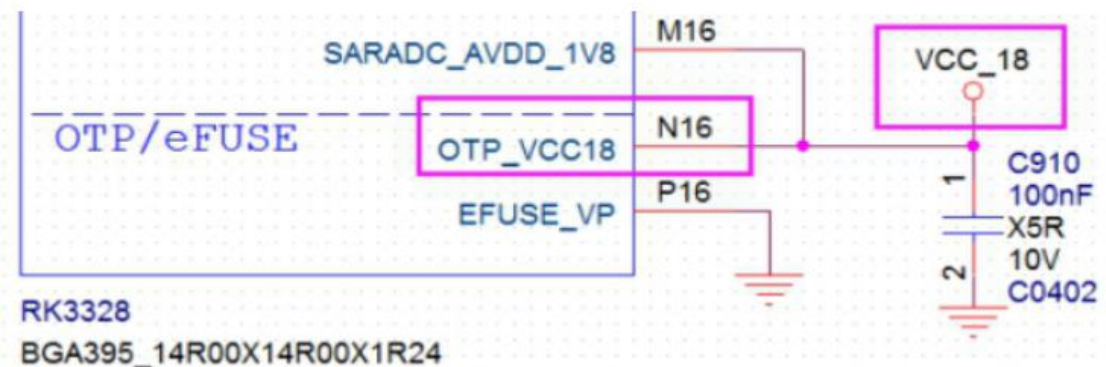 SARADC_AVDD_1V8
M16
VCC_18
OTP/eFUSE
OTP_VCC18
N16
EFUSE_VP
P16
1
2
C910
100nF
X5R
10V
C0402
RK3328
BGA395_14R00X14R00X1R24